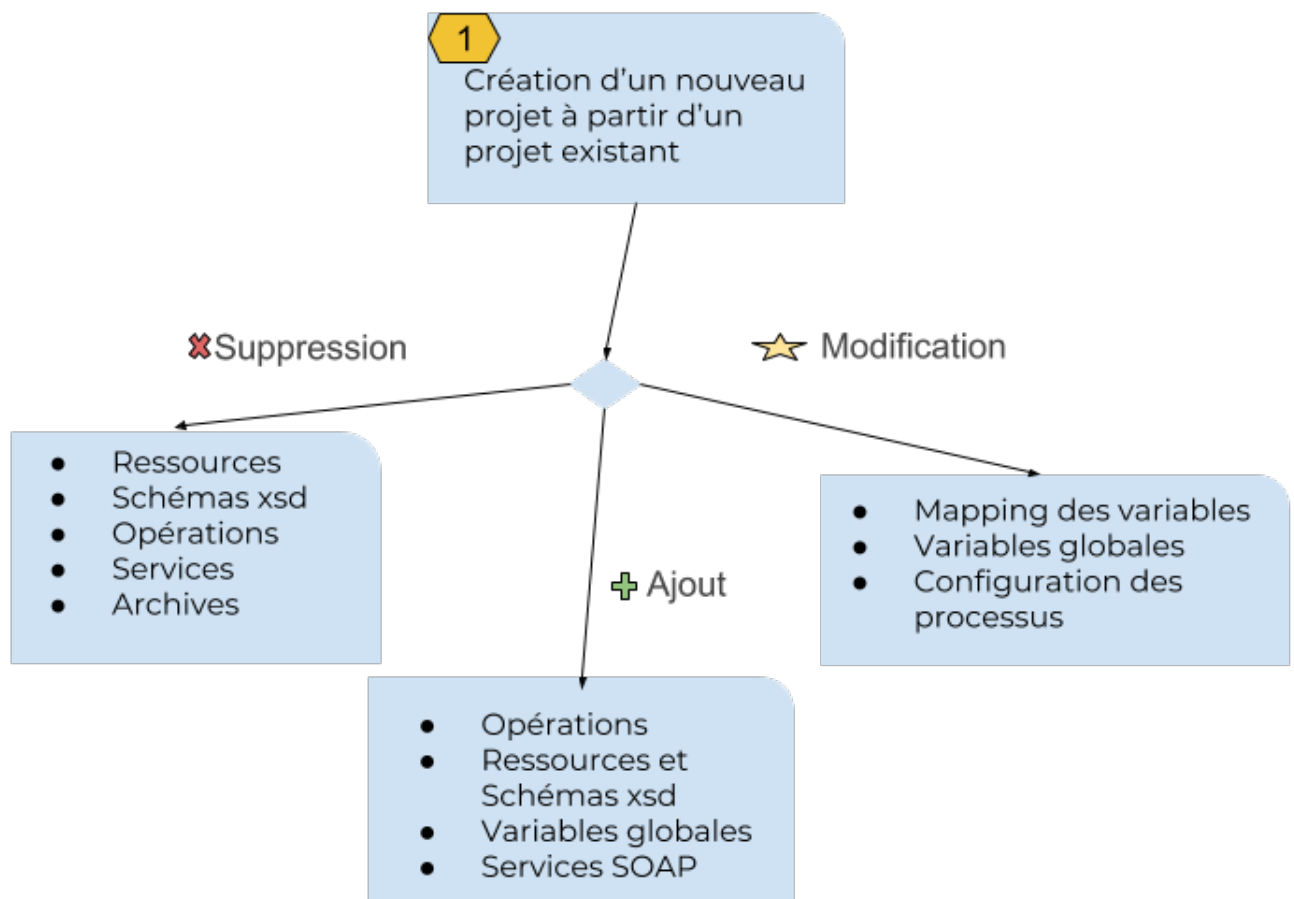 1
Création d’un nouveau
projet à partir d’un
projet existant
Suppression
Modification
● Ressources
● Schémas xsd
● Opérations
● Services
● Archives
● Mapping des variables
● Variables globales
● Configuration des
processus
Ajout
● Opérations
● Ressources et
Schémas xsd
● Variables globales
● Services SOAP